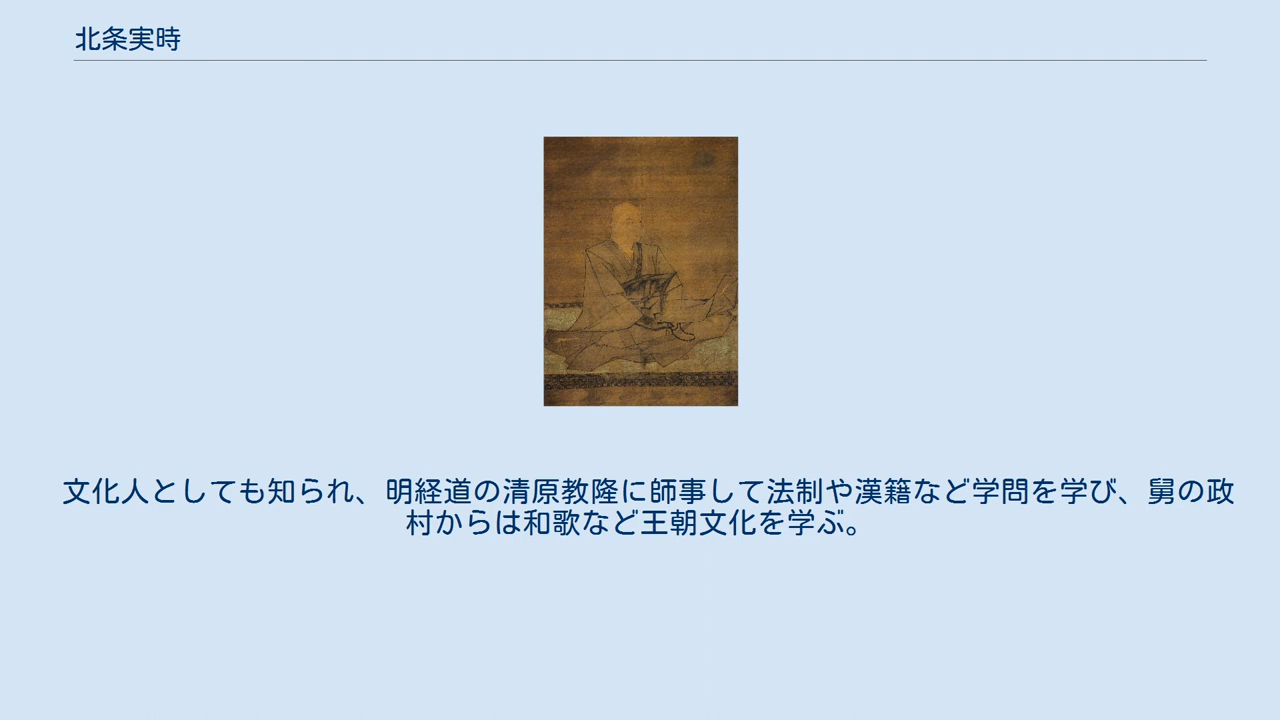 北条実時
文化人としても知られ、明経道の清原教隆に師事して法制や漢籍など学問を学び、舅の政
村からは和歌など王朝文化を学ぶ。